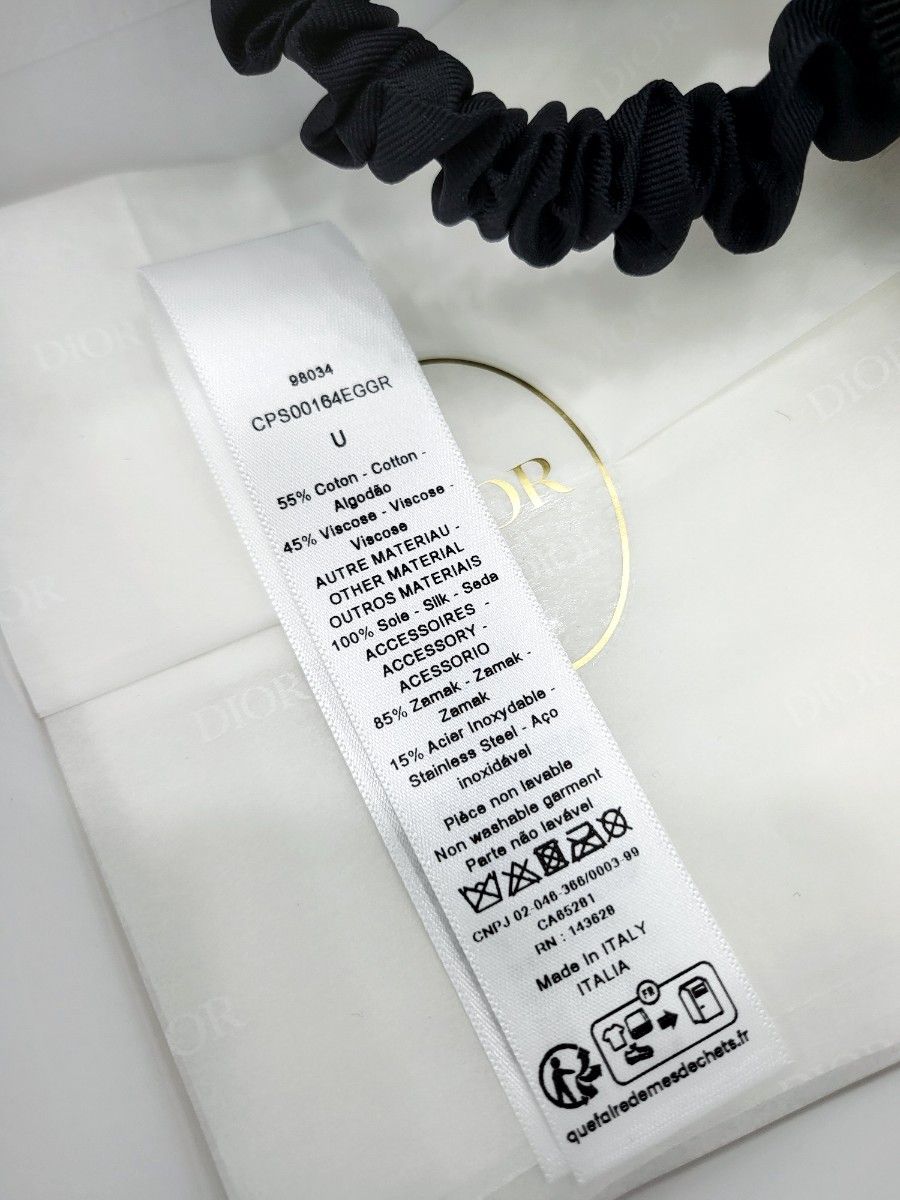 98034
CPS00164EGGR
U
55% Coton - Cotton -
Algodão
45% Viscose - Viscose -
Viscose
AUTRE MATERIAU -
OTHER MATERIAL
OUTROS MATERIAIS
100% Soie - Silk - Seda
ACCESSOIRES -
ACCESSORY -
ACESSORIO
85% Zamak - Zamak -
Zamak
15% Acier Inoxydable -
Stainless Steel - Aço
inoxidável
Pièce non lavable
Non washable garment
Parte não lavável
CNPJ 02-046-366/0003-99
CA65281
RN : 143628
Made In ITALY
ITALIA
FR
quefairedemesdechets.fr
OR
DIOR
DIOR
DIOR
DIOR